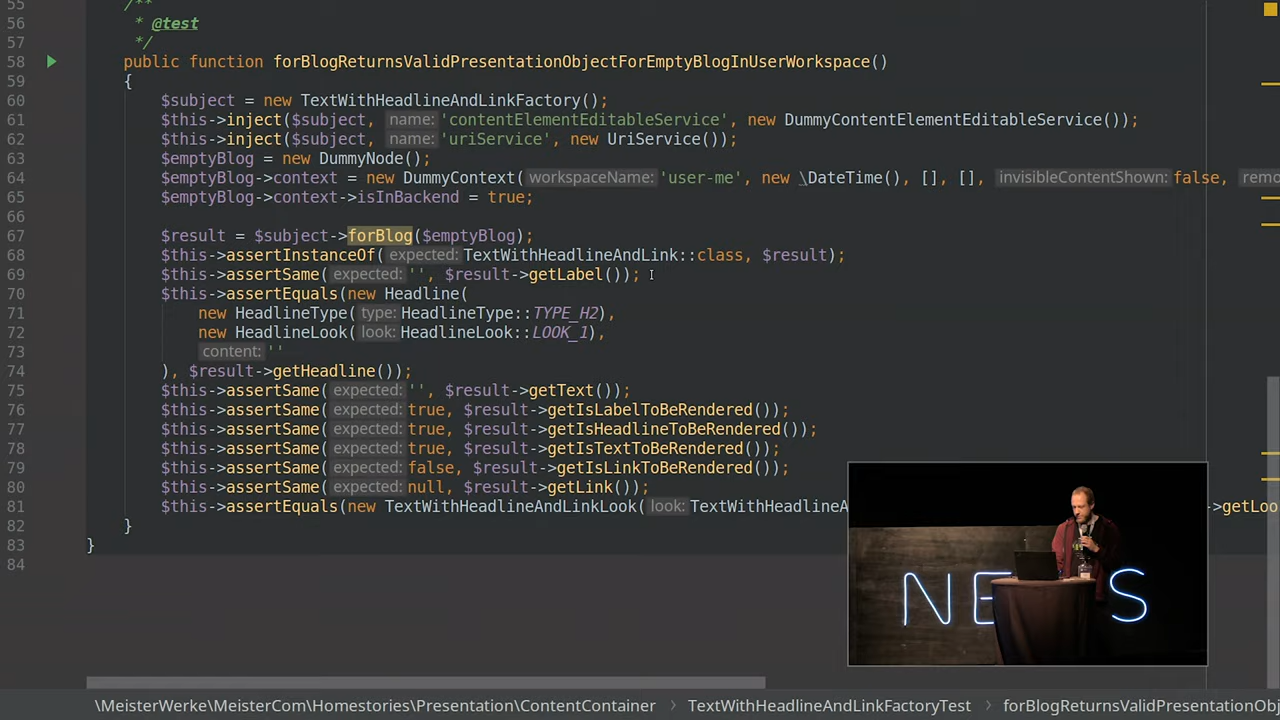 55 /**
56 * @test
57 */
58 public function forBlogReturnsValidPresentationObjectForEmptyBlogInUserWorkspace()
59 {
60 $subject = new TextWithHeadlineAndLinkFactory();
61 $this->inject($subject, name: 'contentElementEditableService', new DummyContentElementEditableService());
62 $this->inject($subject, name: 'uriService', new UriService());
63 $emptyBlog = new DummyNode();
64 $emptyBlog->context = new DummyContext( workspaceName: 'user-me', new \DateTime(), [], [], invisibleContentShown: false, remo
65 $emptyBlog->context->isInBackend = true;
66
67 $result = $subject->forBlog($emptyBlog);
68 $this->assertInstanceOf( expected: TextWithHeadlineAndLink::class, $result);
69 $this->assertSame( expected: '', $result->getLabel());
70 $this->assertEquals(new Headline(
71 new HeadlineType( type: HeadlineType::TYPE_H2),
72 new HeadlineLook( look: HeadlineLook::LOOK_1),
73 content: ''
74 ), $result->getHeadline());
75 $this->assertSame( expected: '', $result->getText());
76 $this->assertSame( expected: true, $result->getIsLabelToBeRendered());
77 $this->assertSame( expected: true, $result->getIsHeadlineToBeRendered());
78 $this->assertSame( expected: true, $result->getIsTextToBeRendered());
79 $this->assertSame( expected: false, $result->getIsLinkToBeRendered());
80 $this->assertSame( expected: null, $result->getLink());
81 $this->assertEquals(new TextWithHeadlineAndLinkLook( look: TextWithHeadlineA ->getLoo
82 }
83 }
84
\MeisterWerke\MeisterCom\Homestories\Presentation\ContentContainer › TextWithHeadlineAndLinkFactoryTest › forBlogReturnsValidPresentationObj